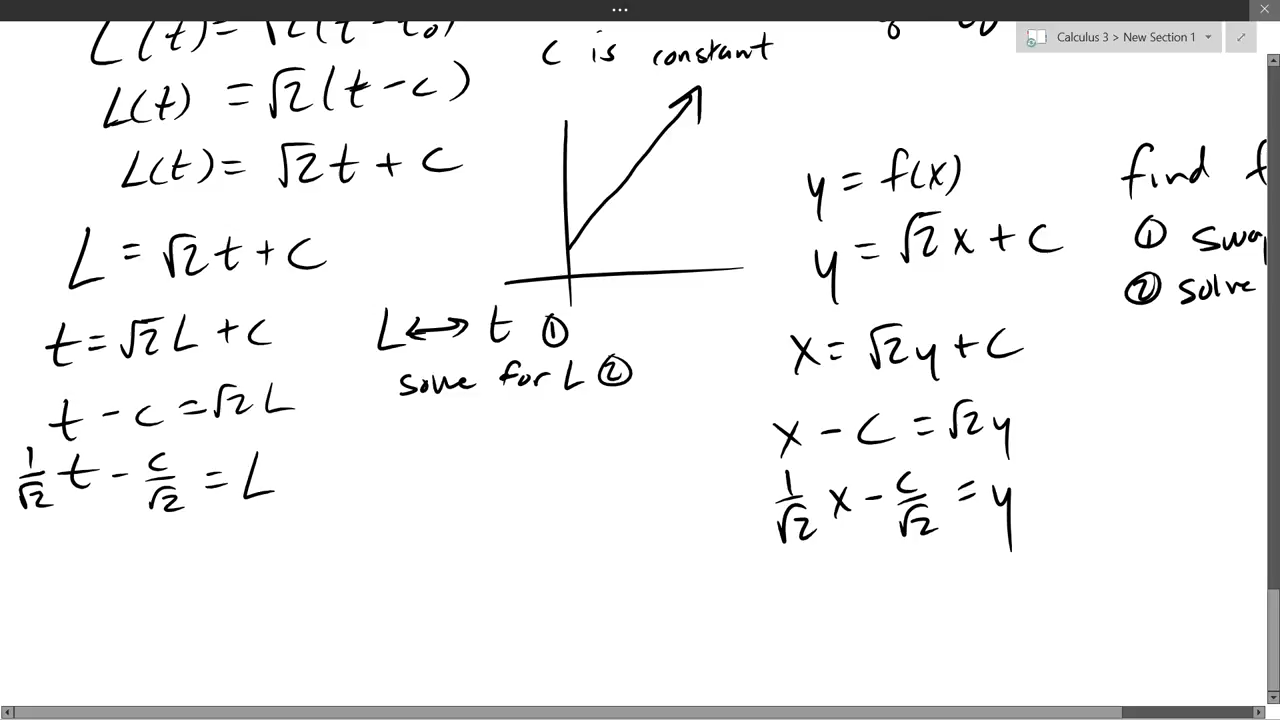 Calculus 3 > New Section 1
C is constant
L(t) = √2(t-c)
L(t) = √2t + C
L = √2t + C
t = √2L + C
t - c = √2L
1/√2 t - c/√2 = L
L ↔ t ①
solve for L ②
y = f(x)
y = √2x + C
x = √2y + C
x - C = √2y
1/√2 x - c/√2 = y
find
①
② solve